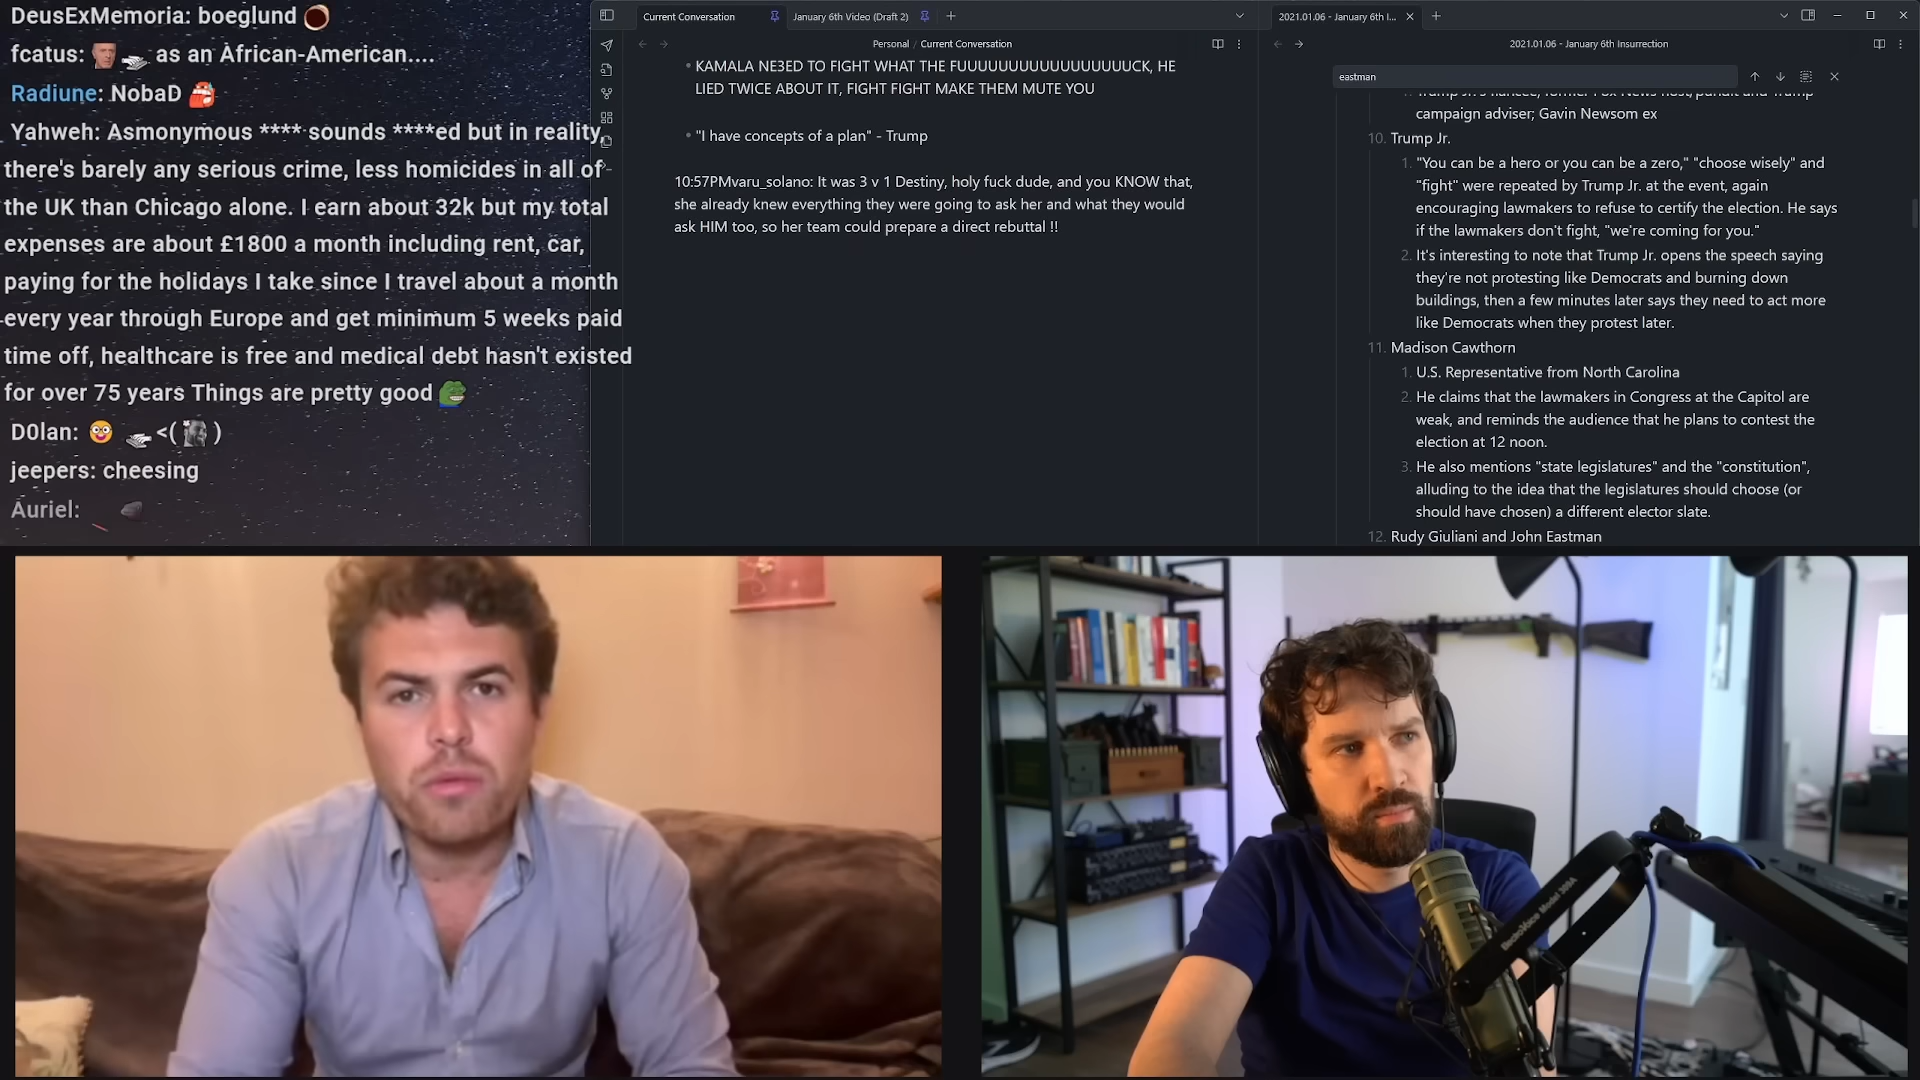 DeusExMemoria: boeglund
fcatus: as an African-American....
Radiune: NobaD
Yahweh: Asmonymous **** sounds ****ed but in reality,
there's barely any serious crime, less homicides in all of
the UK than Chicago alone. I earn about 32k but my total
expenses are about £1800 a month including rent, car,
paying for the holidays I take since I travel about a month
every year through Europe and get minimum 5 weeks paid
time off, healthcare is free and medical debt hasn't existed
for over 75 years Things are pretty good
D0lan: <( )
jeepers: cheesing
Auriel:
Current Conversation
January 6th Video (Draft 2)
Personal / Current Conversation
• KAMALA NE3ED TO FIGHT WHAT THE FUUUUUUUUUUUUUUUUUCK, HE
LIED TWICE ABOUT IT, FIGHT FIGHT MAKE THEM MUTE YOU
• "I have concepts of a plan" - Trump
10:57PMvaru_solano: It was 3 v 1 Destiny, holy fuck dude, and you KNOW that,
she already knew everything they were going to ask her and what they would
ask HIM too, so her team could prepare a direct rebuttal !!
2021.01.06 - January 6th I...
2021.01.06 - January 6th Insurrection
eastman
1. Trump Jr.'s fiancée, former Fox News host, pundit and Trump
campaign adviser; Gavin Newsom ex
10. Trump Jr.
1. "You can be a hero or you can be a zero," "choose wisely" and
"fight" were repeated by Trump Jr. at the event, again
encouraging lawmakers to refuse to certify the election. He says
if the lawmakers don't fight, "we're coming for you."
2. It's interesting to note that Trump Jr. opens the speech saying
they're not protesting like Democrats and burning down
buildings, then a few minutes later says they need to act more
like Democrats when they protest later.
11. Madison Cawthorn
1. U.S. Representative from North Carolina
2. He claims that the lawmakers in Congress at the Capitol are
weak, and reminds the audience that he plans to contest the
election at 12 noon.
3. He also mentions "state legislatures" and the "constitution",
alluding to the idea that the legislatures should choose (or
should have chosen) a different elector slate.
12. Rudy Giuliani and John Eastman